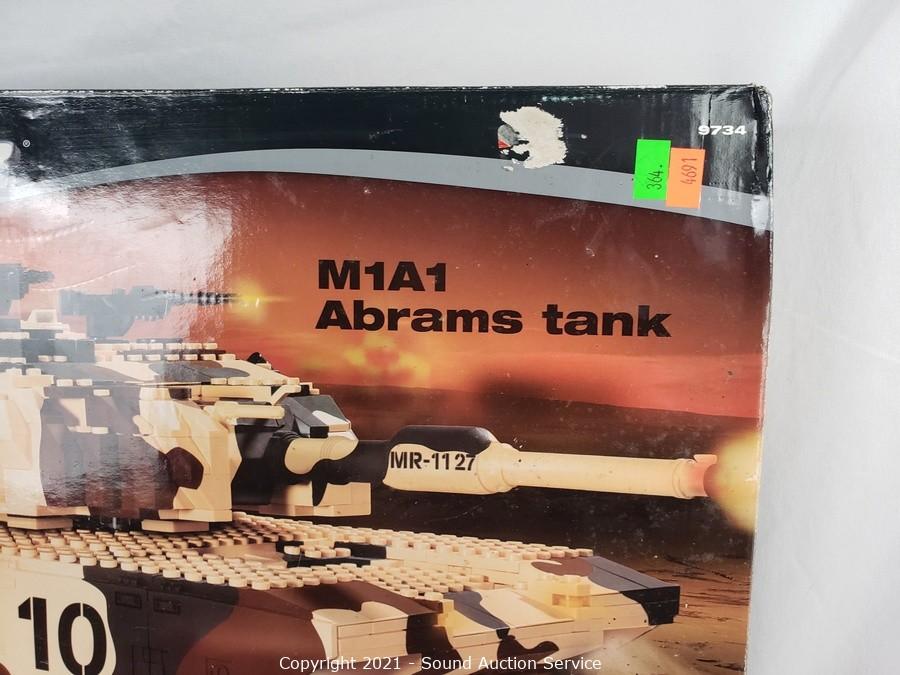 ®
9734
364.
4691
M1A1
Abrams tank
MR-1127
10
Copyright 2021 - Sound Auction Service